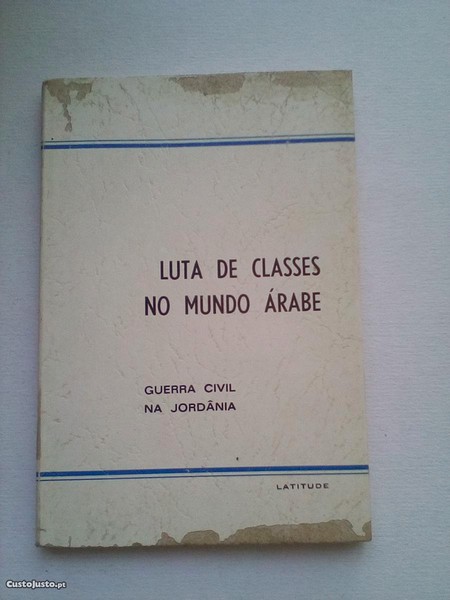 LUTA DE CLASSES
NO MUNDO ÁRABE
GUERRA CIVIL
NA JORDÂNIA
LATITUDE
CustoJusto.pt